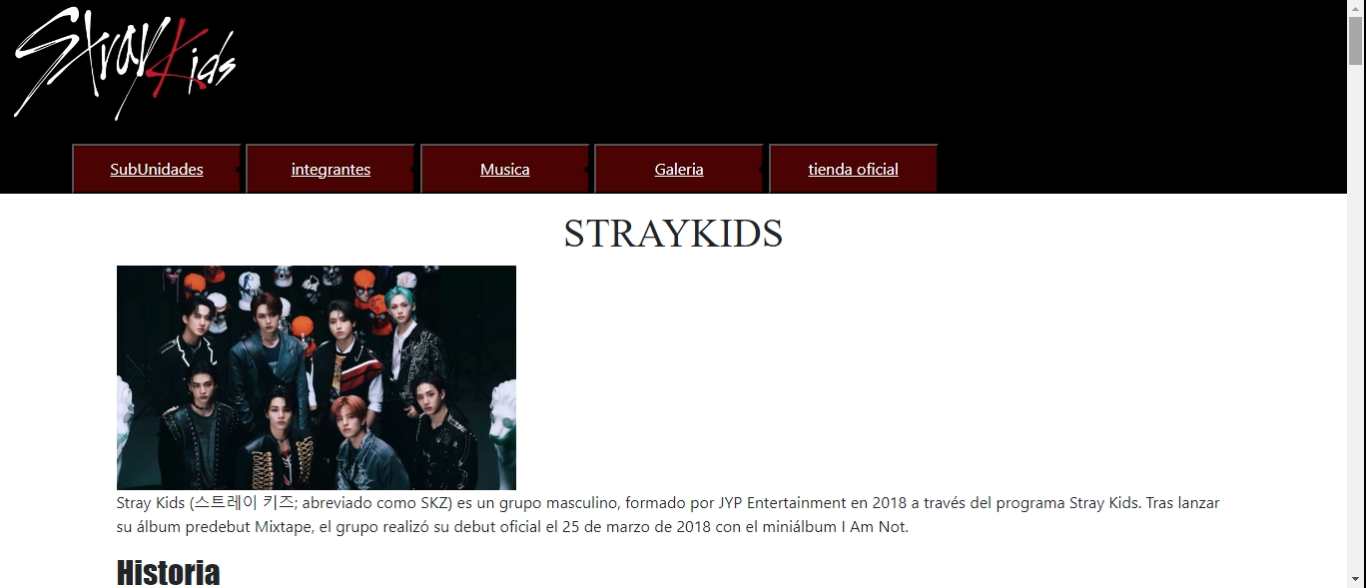 Stray Kids
SubUnidades
integrantes
Musica
Galeria
tienda oficial
STRAYKIDS
Stray Kids (스트레이 키즈; abreviado como SKZ) es un grupo masculino, formado por JYP Entertainment en 2018 a través del programa Stray Kids. Tras lanzar
su álbum predebut Mixtape, el grupo realizó su debut oficial el 25 de marzo de 2018 con el miniálbum I Am Not.
Historia